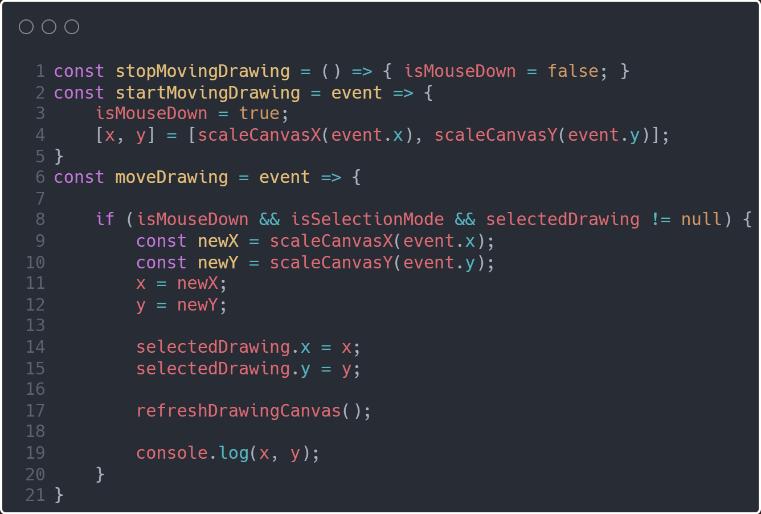 1 const stopMovingDrawing = () => { isMouseDown = false; }
2 const startMovingDrawing = event => {
3     isMouseDown = true;
4     [x, y] = [scaleCanvasX(event.x), scaleCanvasY(event.y)];
5 }
6 const moveDrawing = event => {
7
8     if (isMouseDown && isSelectionMode && selectedDrawing != null) {
9         const newX = scaleCanvasX(event.x);
10         const newY = scaleCanvasY(event.y);
11         x = newX;
12         y = newY;
13
14         selectedDrawing.x = x;
15         selectedDrawing.y = y;
16
17         refreshDrawingCanvas();
18
19         console.log(x, y);
20     }
21 }